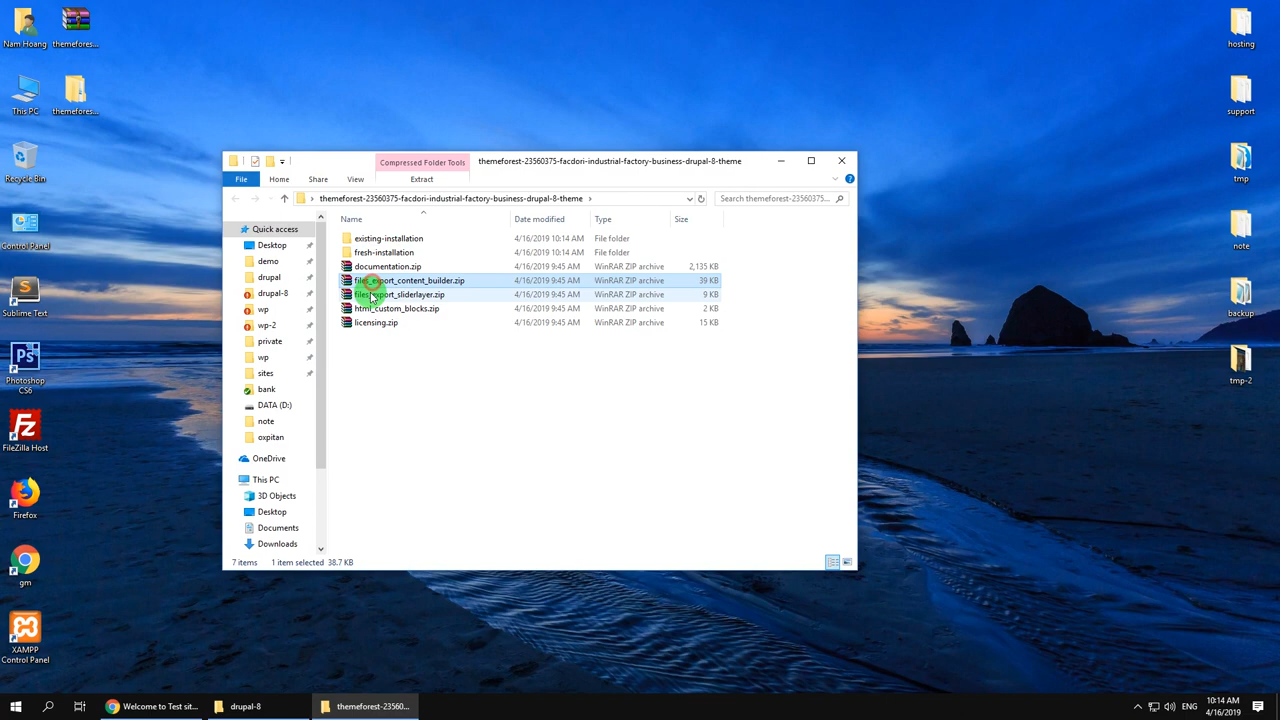 Nam Hoang
themefores...
This PC
themefores...
Recycle Bin
Control Panel
Sublime Text
Photoshop
CS6
FileZilla Host
Firefox
gm
XAMPP
Control Panel
hosting
support
tmp
note
backup
tmp-2
Compressed Folder Tools
themeforest-23560375-facdori-industrial-factory-business-drupal-8-theme
File
Home
Share
View
Extract
themeforest-23560375-facdori-industrial-factory-business-drupal-8-theme
Search themeforest-23560375...
Name
Date modified
Type
Size
existing-installation 4/16/2019 10:14 AM File folder
fresh-installation 4/16/2019 10:14 AM File folder
documentation.zip 4/16/2019 9:45 AM WinRAR ZIP archive 2,135 KB
files_export_content_builder.zip 4/16/2019 9:45 AM WinRAR ZIP archive 39 KB
files_export_sliderlayer.zip 4/16/2019 9:45 AM WinRAR ZIP archive 9 KB
html_custom_blocks.zip 4/16/2019 9:45 AM WinRAR ZIP archive 2 KB
licensing.zip 4/16/2019 9:45 AM WinRAR ZIP archive 15 KB
Quick access
Desktop
demo
drupal
drupal-8
wp
wp-2
private
wp
sites
bank
DATA (D:)
note
oxpitan
OneDrive
This PC
3D Objects
Desktop
Documents
Downloads
7 items 1 item selected 38.7 KB
Welcome to Test sit...
drupal-8
themeforest-23560...
ENG
10:14 AM
4/16/2019